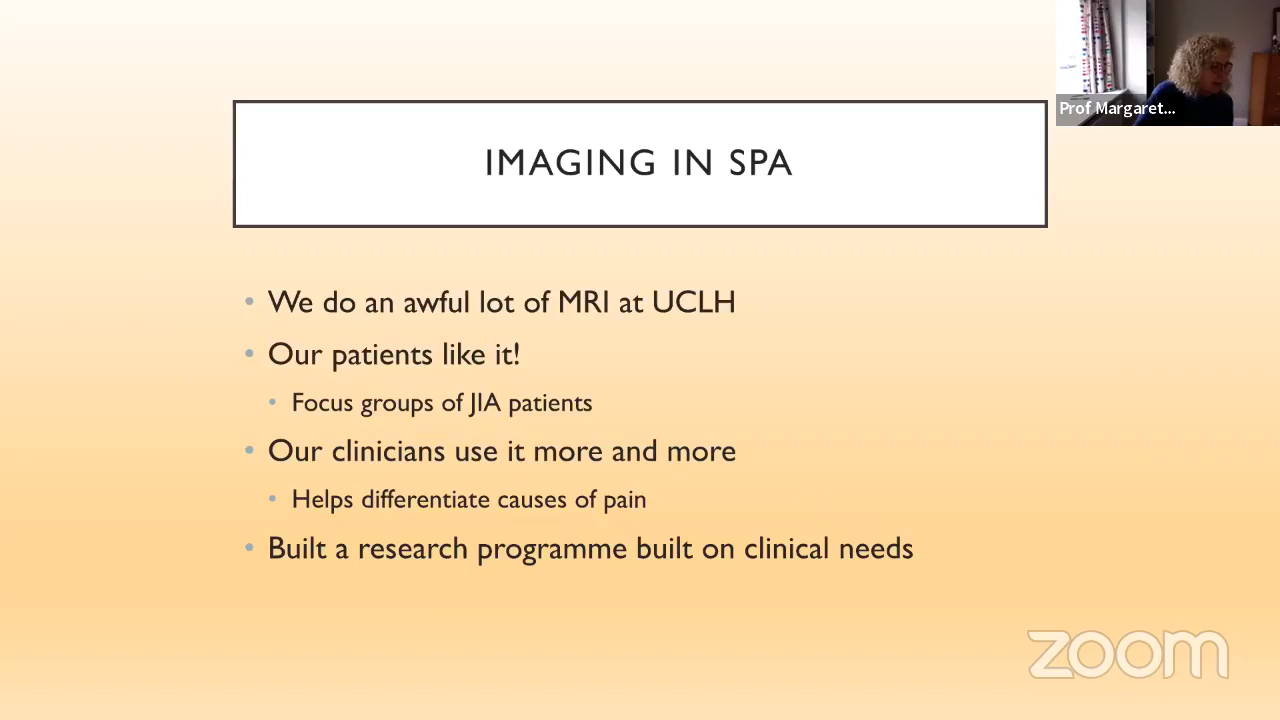 Prof Margaret...
IMAGING IN SPA
We do an awful lot of MRI at UCLH
Our patients like it!
Focus groups of JIA patients
Our clinicians use it more and more
Helps differentiate causes of pain
Built a research programme built on clinical needs
zoom